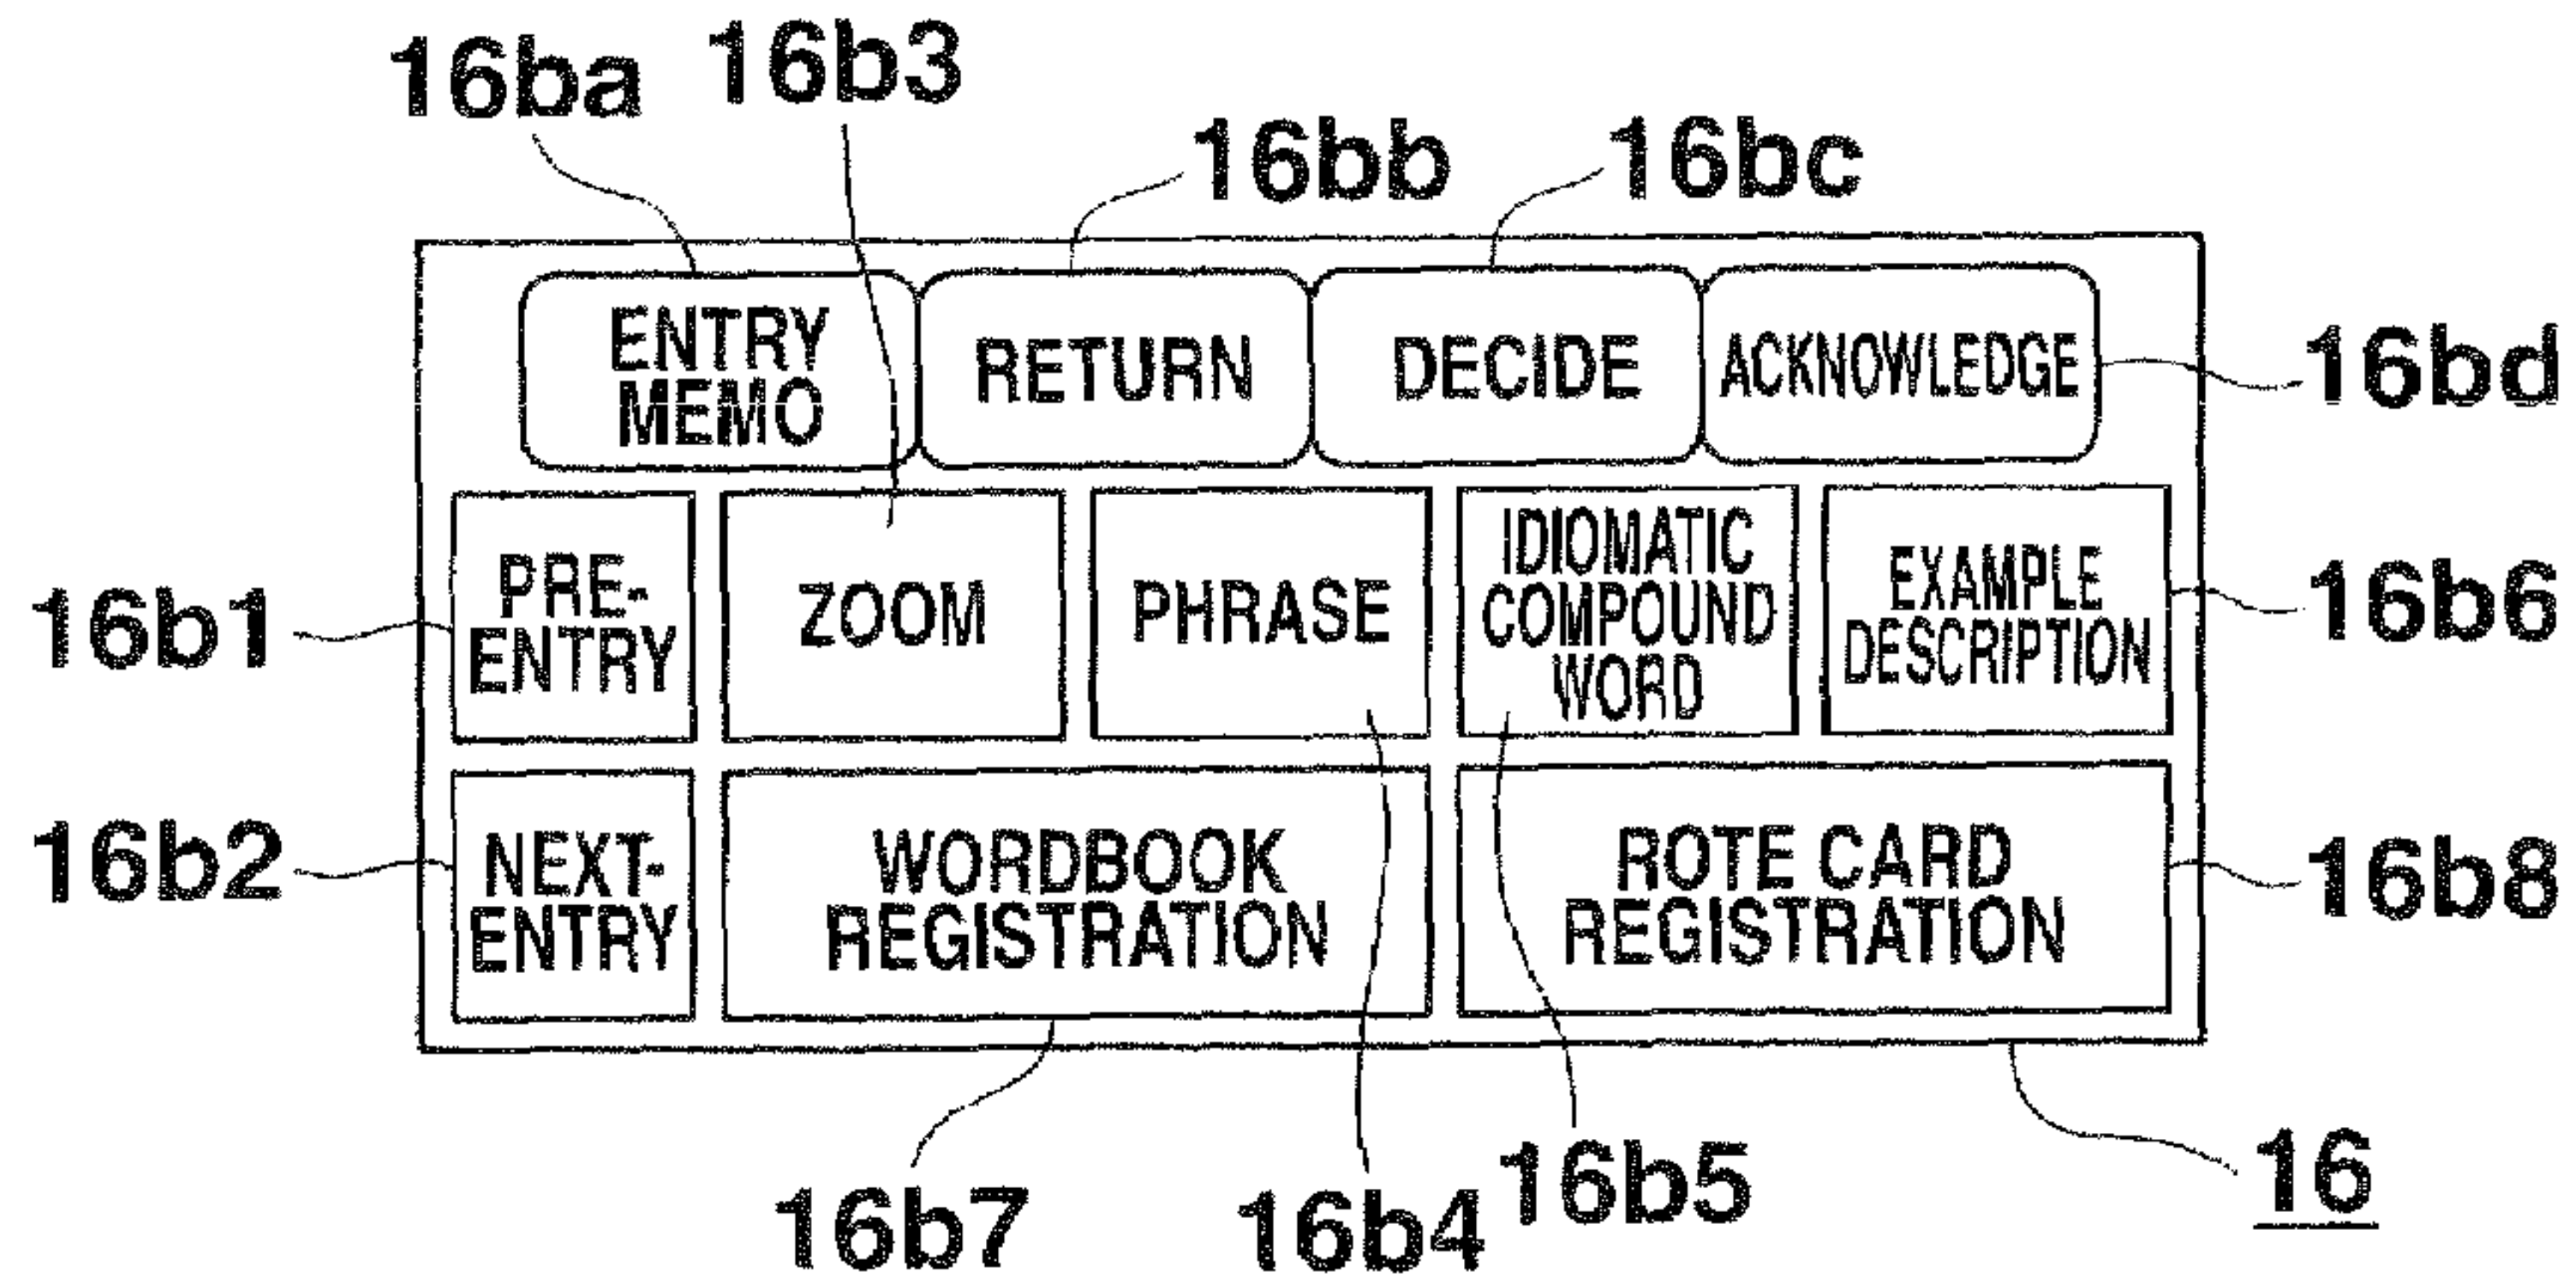 16ba
16b3
16bb
16bc
ENTRY
MEMO
RETURN
DECIDE
ACKNOWLEDGE
16bd
16b1
PRE-
ENTRY
ZOOM
PHRASE
IDIOMATIC
COMPOUND
WORD
EXAMPLE
DESCRIPTION
16b6
16b2
NEXT-
ENTRY
WORDBOOK
REGISTRATION
ROTE CARD
REGISTRATION
16b8
16b7
16b4
16b5
16